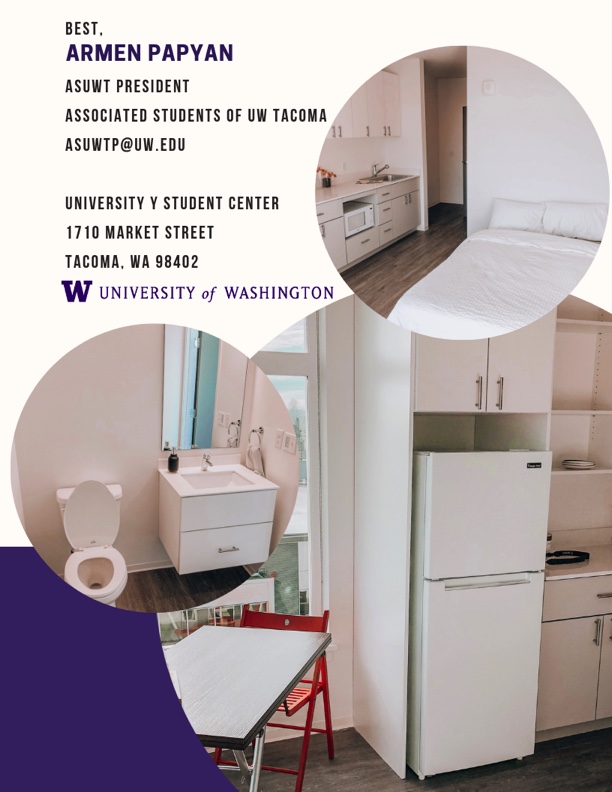 BEST,
ARMEN PAPYAN
ASUWT PRESIDENT
ASSOCIATED STUDENTS OF UW TACOMA
ASUWTP@UW.EDU
UNIVERSITY Y STUDENT CENTER
1710 MARKET STREET
TACOMA, WA 98402
W UNIVERSITY of WASHINGTON